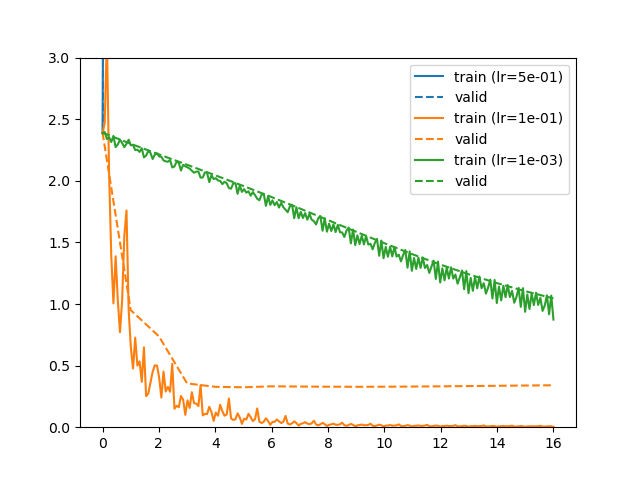 3.0
2.5
2.0
1.5
1.0
0.5
0.0
0 2 4 6 8 10 12 14 16
train (lr=5e-01)
valid
train (lr=1e-01)
valid
train (lr=1e-03)
valid